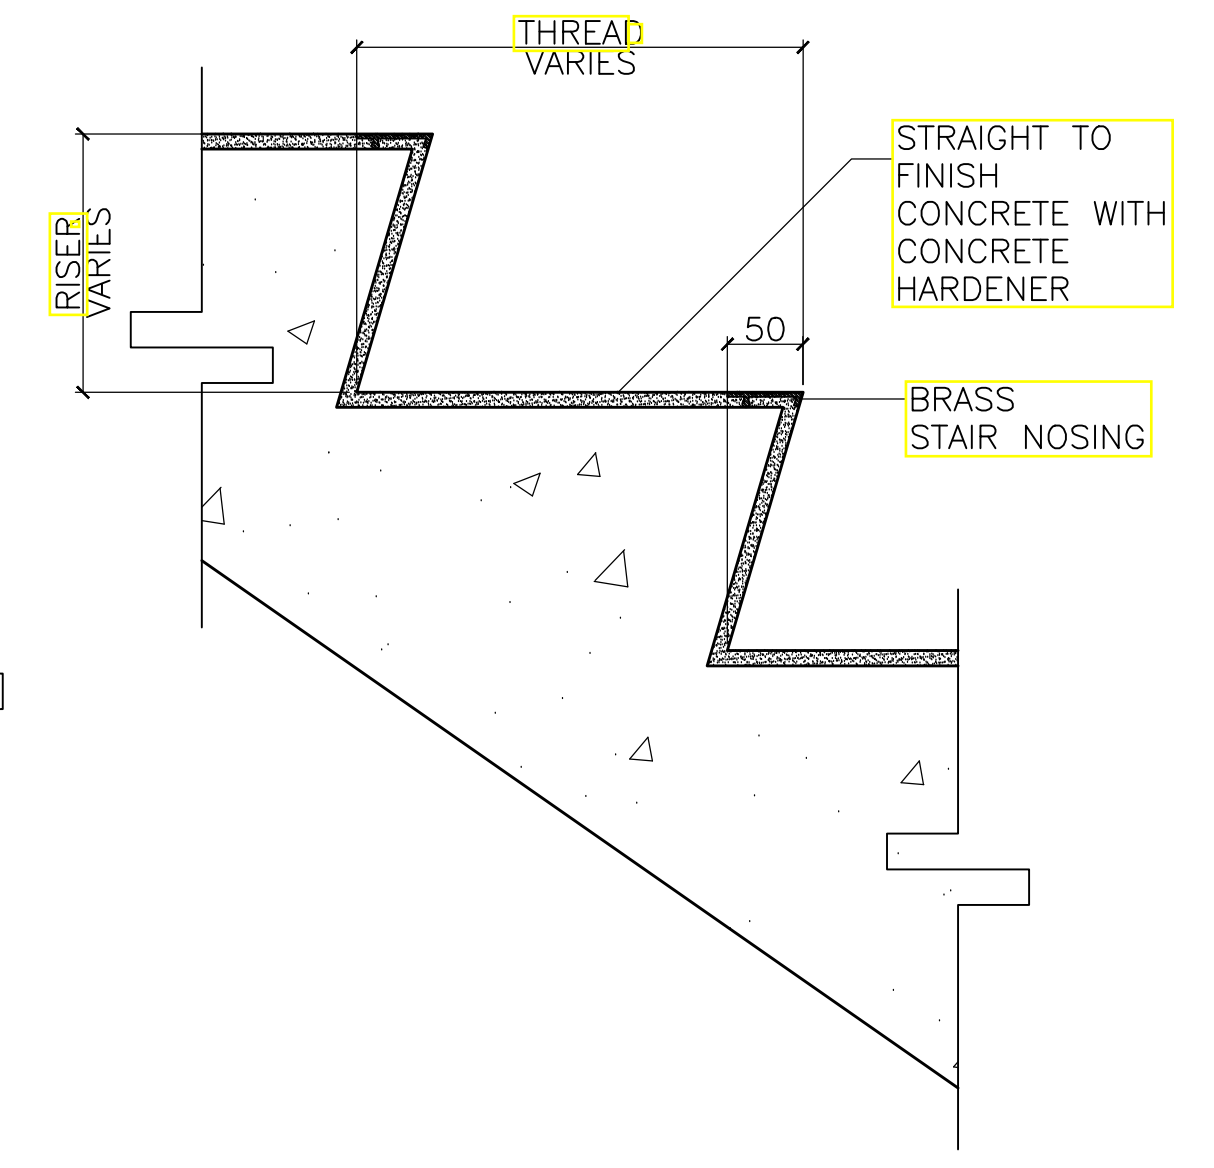 THREAD
VARIES
STRAIGHT TO
FINISH
CONCRETE WITH
CONCRETE
HARDENER
RISER
VARIES
50
BRASS
STAIR NOSING